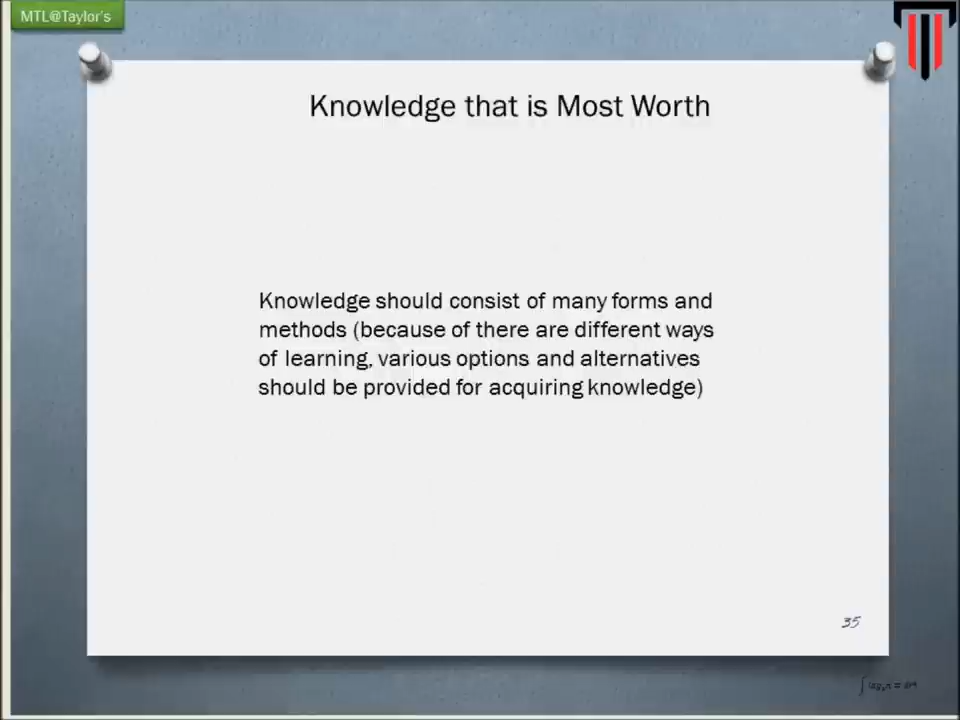 MTL@Taylor's
Knowledge that is Most Worth
Knowledge should consist of many forms and
methods (because of there are different ways
of learning, various options and alternatives
should be provided for acquiring knowledge)
35